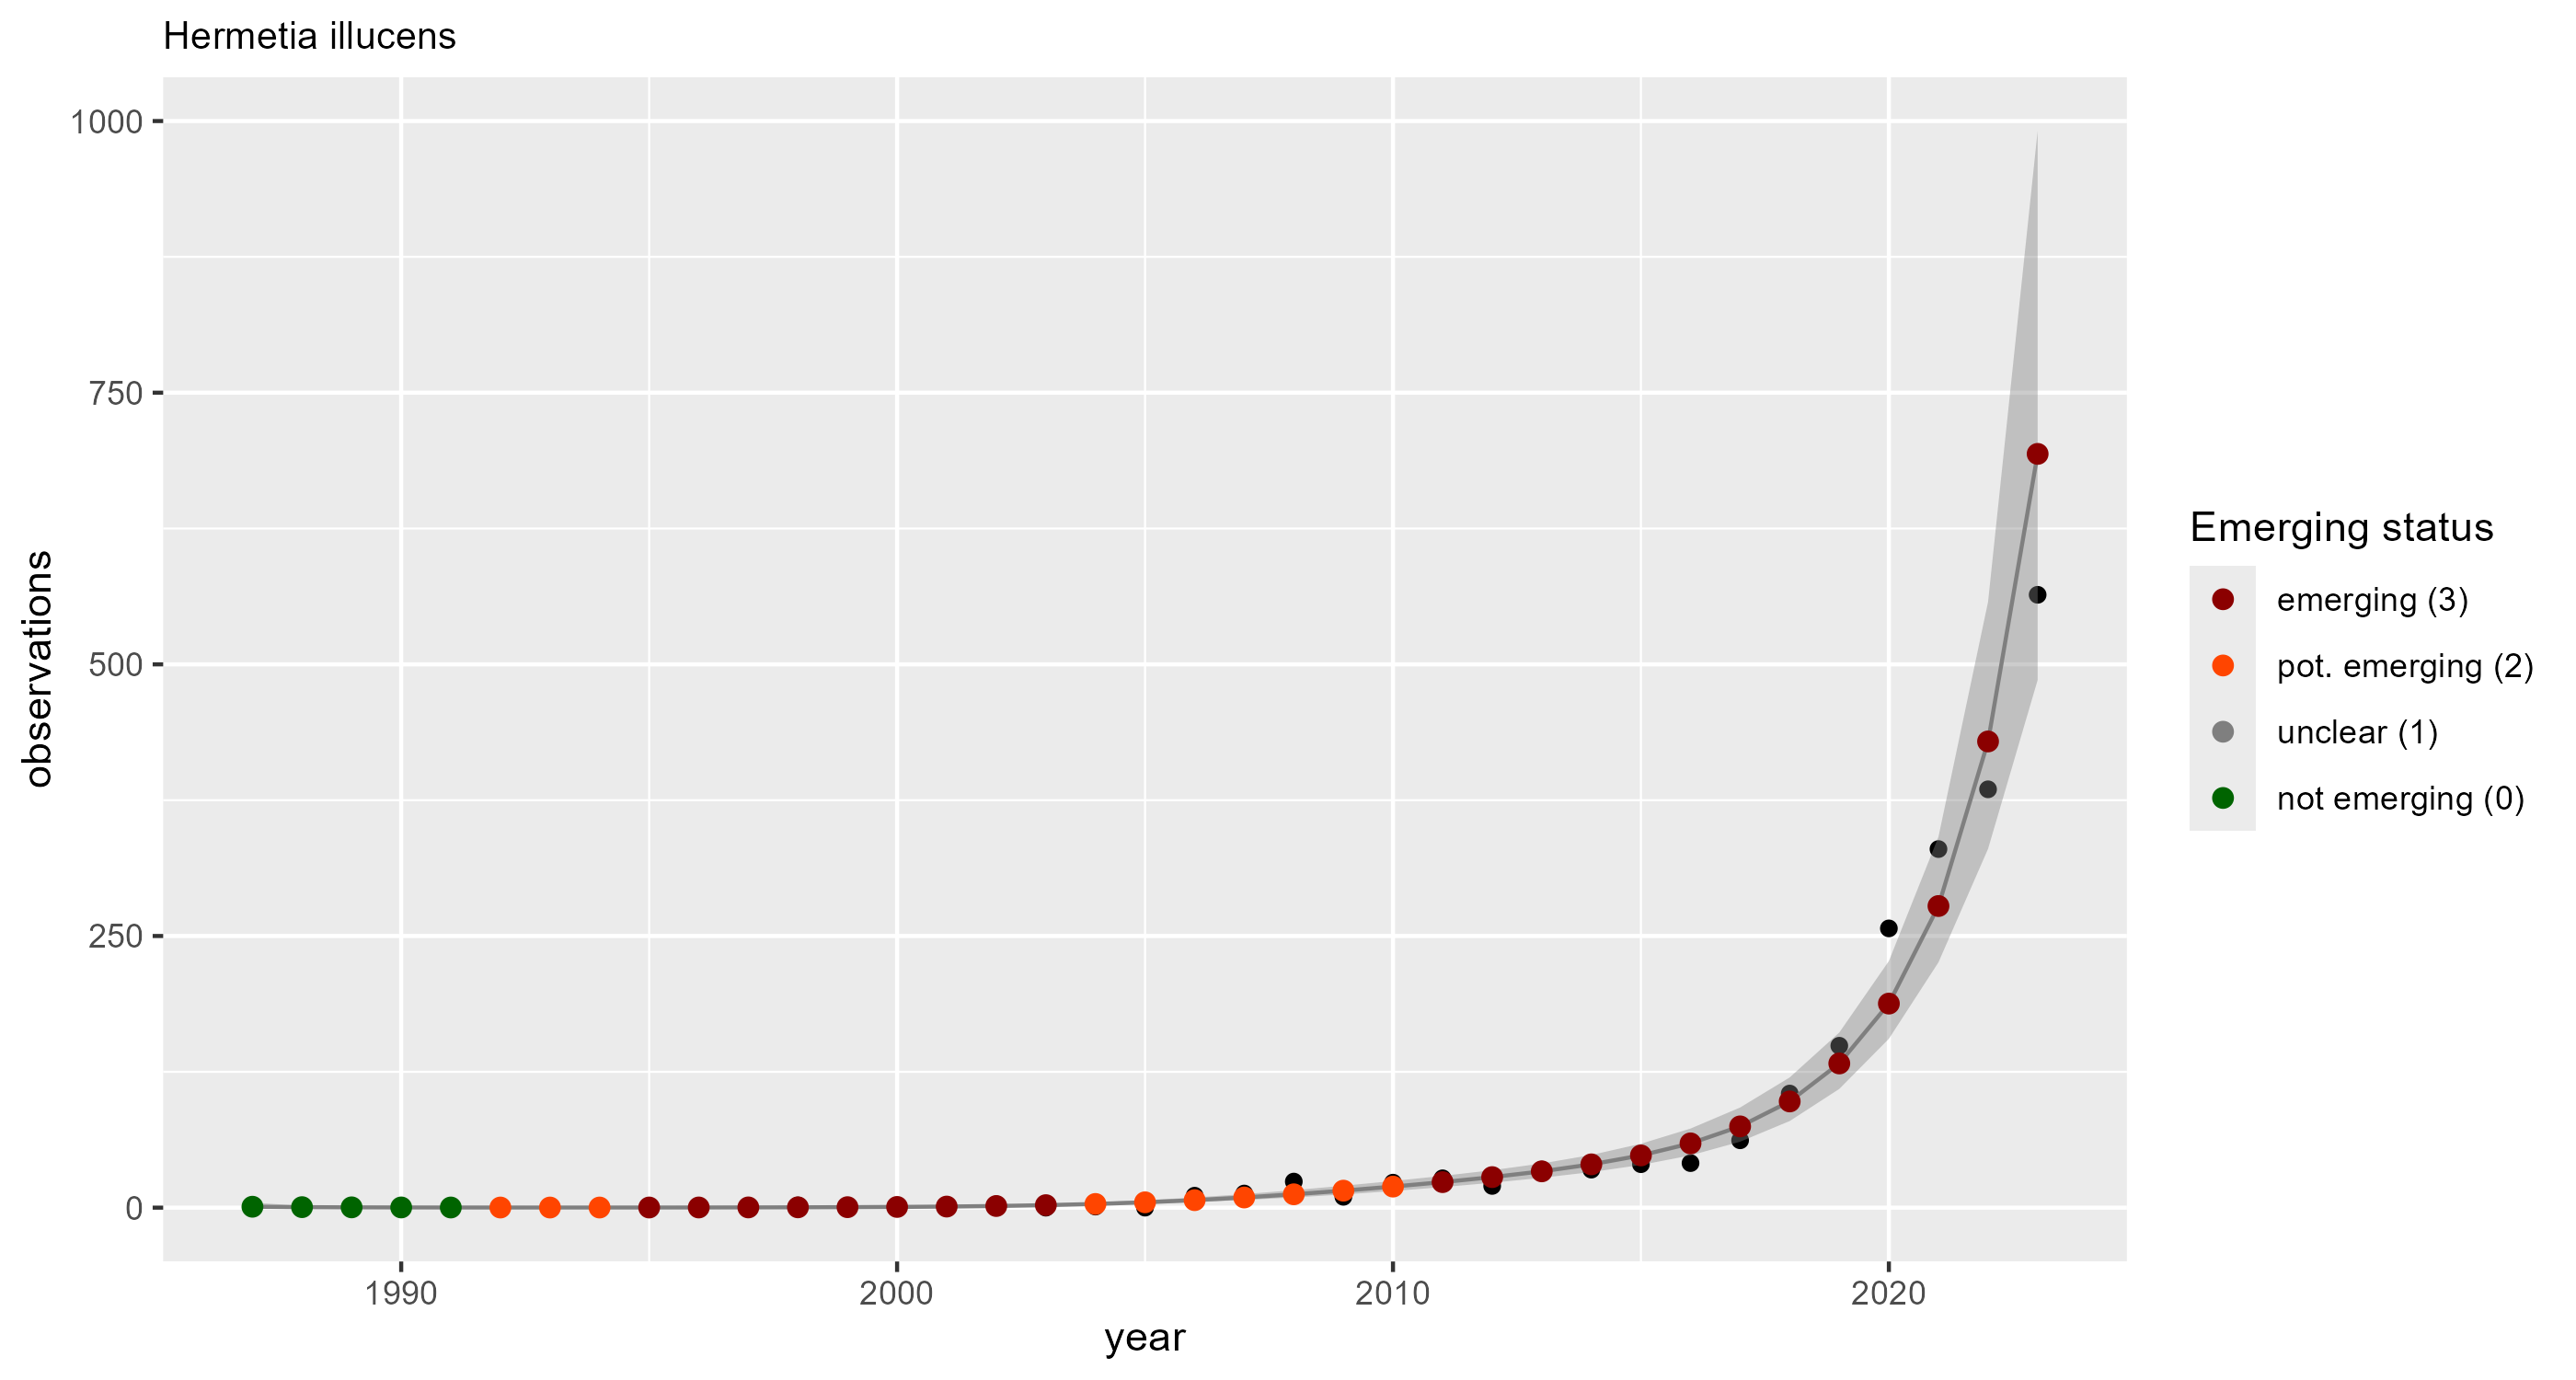 Hermetia illucens
1000
750
500
250
0
observations
1990 2000 2010 2020
year
Emerging status
emerging (3)
pot. emerging (2)
unclear (1)
not emerging (0)